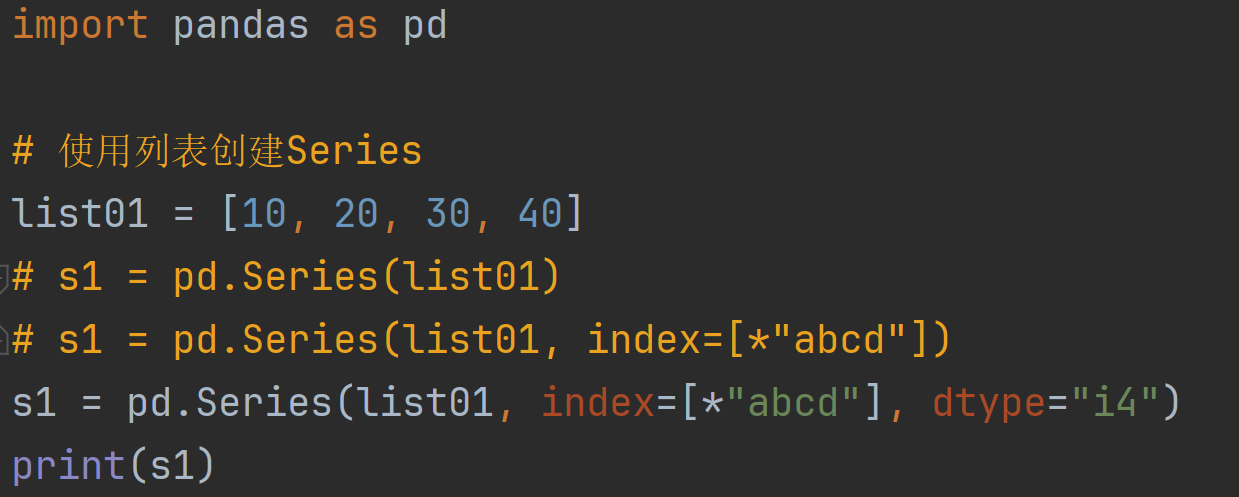 import pandas as pd
# 使用列表创建Series
list01 = [10, 20, 30, 40]
# s1 = pd.Series(list01)
# s1 = pd.Series(list01, index=[*"abcd"])
s1 = pd.Series(list01, index=[*"abcd"], dtype="i4")
print(s1)